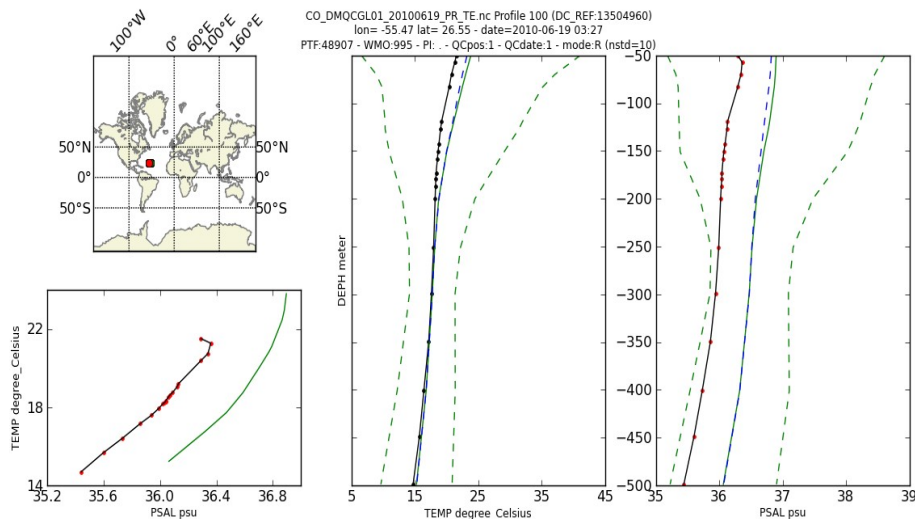 CO_DMQCGL01_20100619_PR_TE.nc Profile 100 (DC_REF:13504960)
lon= -55.47 lat= 26.55 - date=2010-06-19 03:27
PTF:48907 - WMO:995 - PI: . - QCpos:1 - QCdate:1 - mode:R (nstd=10)
100°W 0° 60°E 100°E 160°E
50°N 50°N
0° 0°
50°S 50°S
22
18
14
TEMP degree_Celsius
35.2 35.6 36.0 36.4 36.8
PSAL psu
DEPH meter
5 15 25 35 45
TEMP degree_Celsius
−50
−100
−150
−200
−250
−300
−350
−400
−450
−500
35 36 37 38 39
PSAL psu